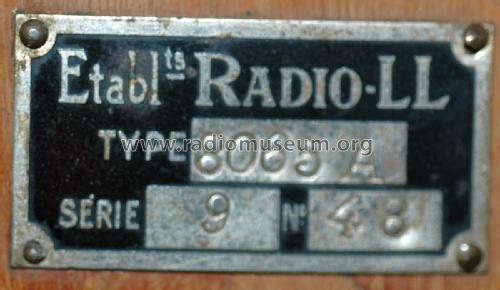 Etablts RADIO-LL
TYPE 8085 A
www.radiomuseum.org
SÉRIE 9 No 48